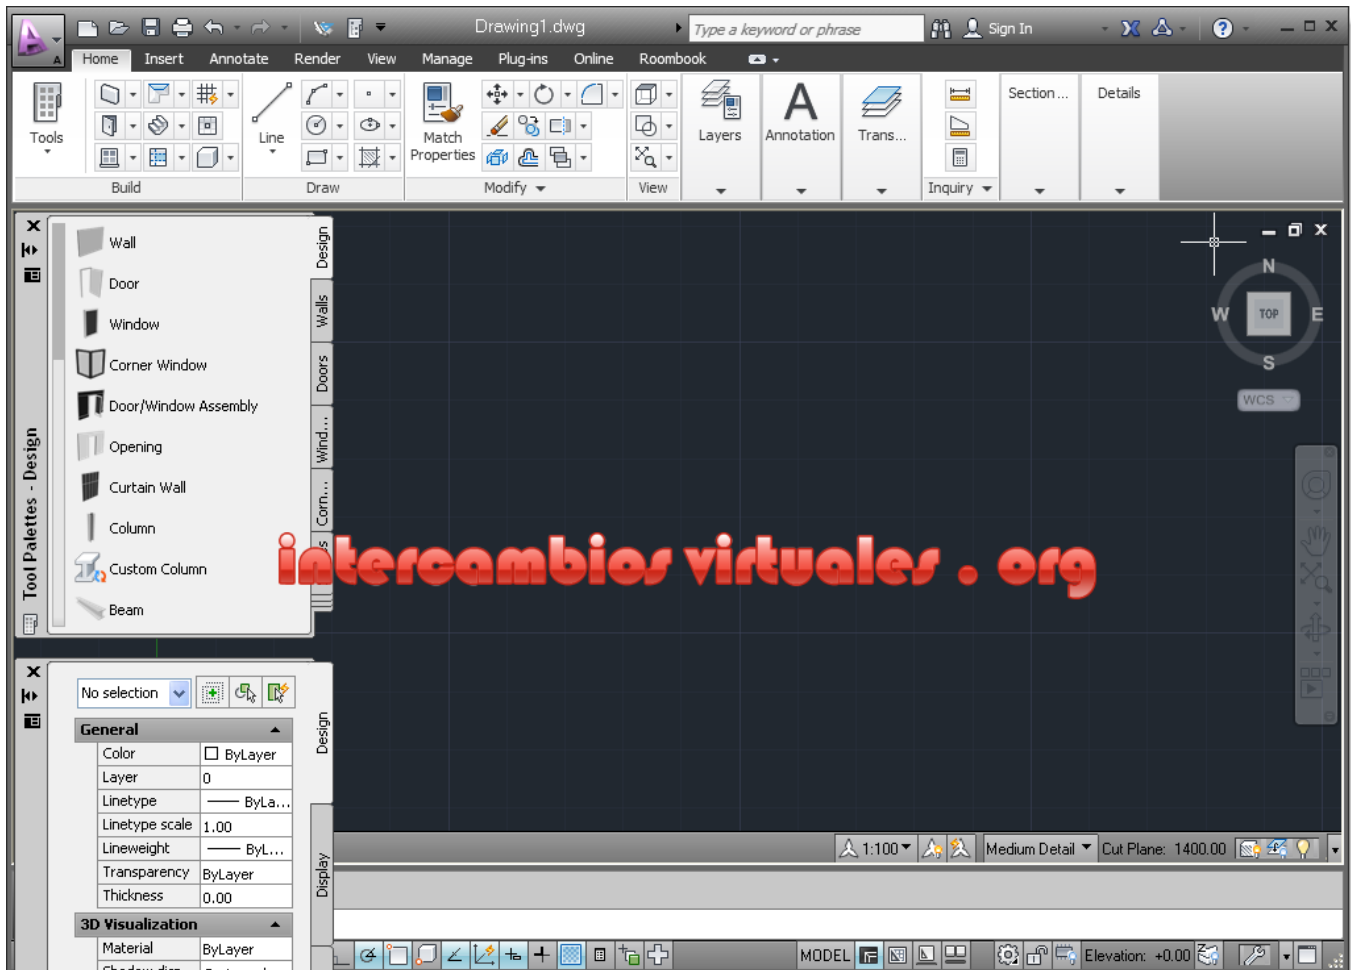 Drawing1.dwg
Type a keyword or phrase
Sign In
Home Insert Annotate Render View Manage Plug-ins Online Roombook
Tools
Line
Match
Properties
Layers
Annotation
Trans...
Section ...
Details
Build
Draw
Modify
View
Inquiry
Tool Palettes - Design
Wall
Door
Window
Corner Window
Door/Window Assembly
Opening
Curtain Wall
Column
Custom Column
Beam
Design
Walls
Doors
Wind...
Corn...
N
W
TOP
E
S
WCS
intercambios virtuales . org
No selection
General
Color ByLayer
Layer 0
Linetype ByLa...
Linetype scale 1.00
Lineweight ByL...
Transparency ByLayer
Thickness 0.00
3D Visualization
Material ByLayer
Design
Display
1:100
Medium Detail
Cut Plane: 1400.00
MODEL
Elevation: +0.00